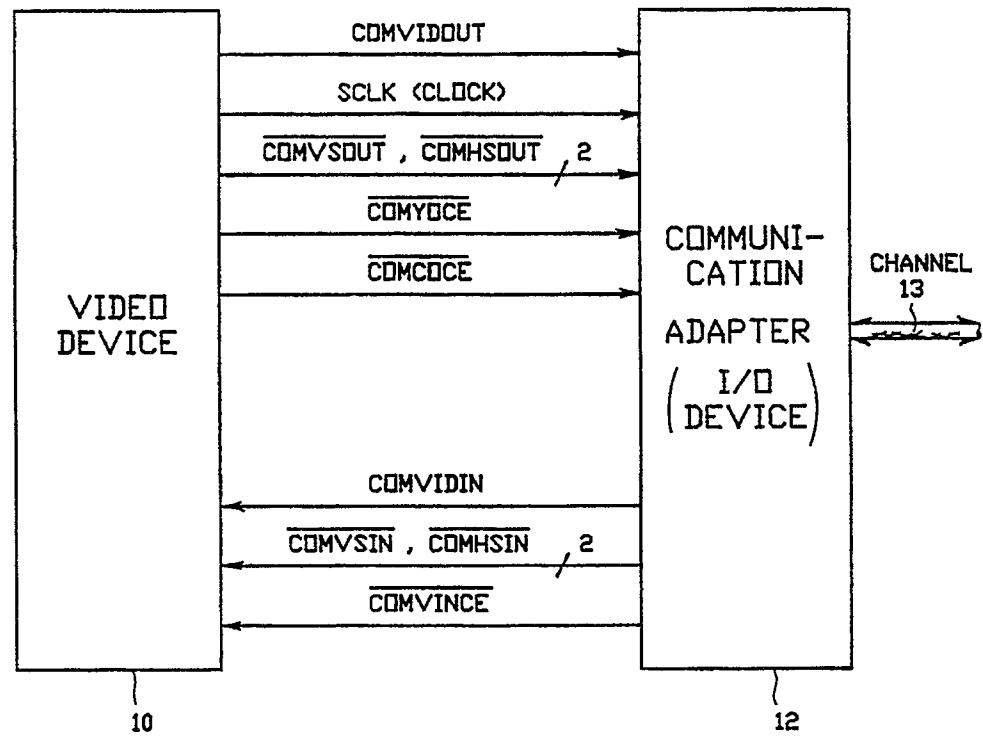 COMVIDOUT
SCLK (CLOCK)
COMVSOUT , COMHSOUT 2
COMYOCE
COMCOCE
VIDEO
DEVICE
COMMUNI-
CATION
ADAPTER
(I/O
DEVICE)
CHANNEL
13
COMVIDIN
COMVSIN , COMHSIN 2
COMVINCE
10
12